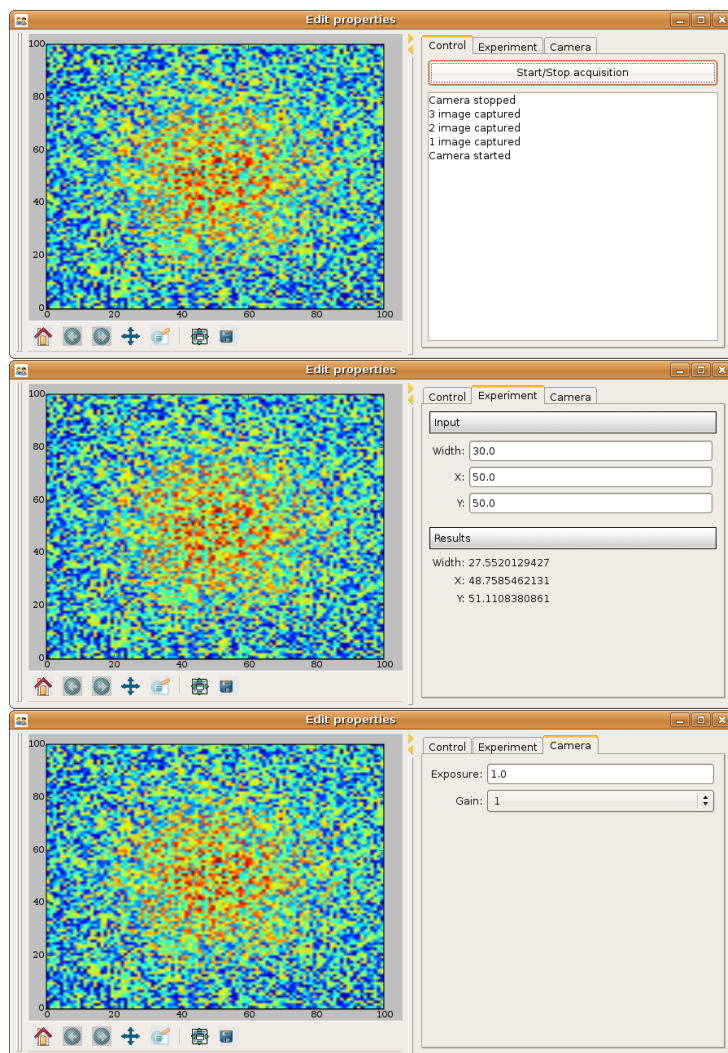 Edit properties
100
80
60
40
20
0
0 20 40 60 80 100
Control Experiment Camera
Start/Stop acquisition
Camera stopped
3 image captured
2 image captured
1 image captured
Camera started
Edit properties
100
80
60
40
20
0
0 20 40 60 80 100
Control Experiment Camera
Input
Width: 30.0
X: 50.0
Y: 50.0
Results
Width: 27.5520129427
X: 48.7585462131
Y: 51.1108380861
Edit properties
100
80
60
40
20
0
0 20 40 60 80 100
Control Experiment Camera
Exposure: 1.0
Gain: 1